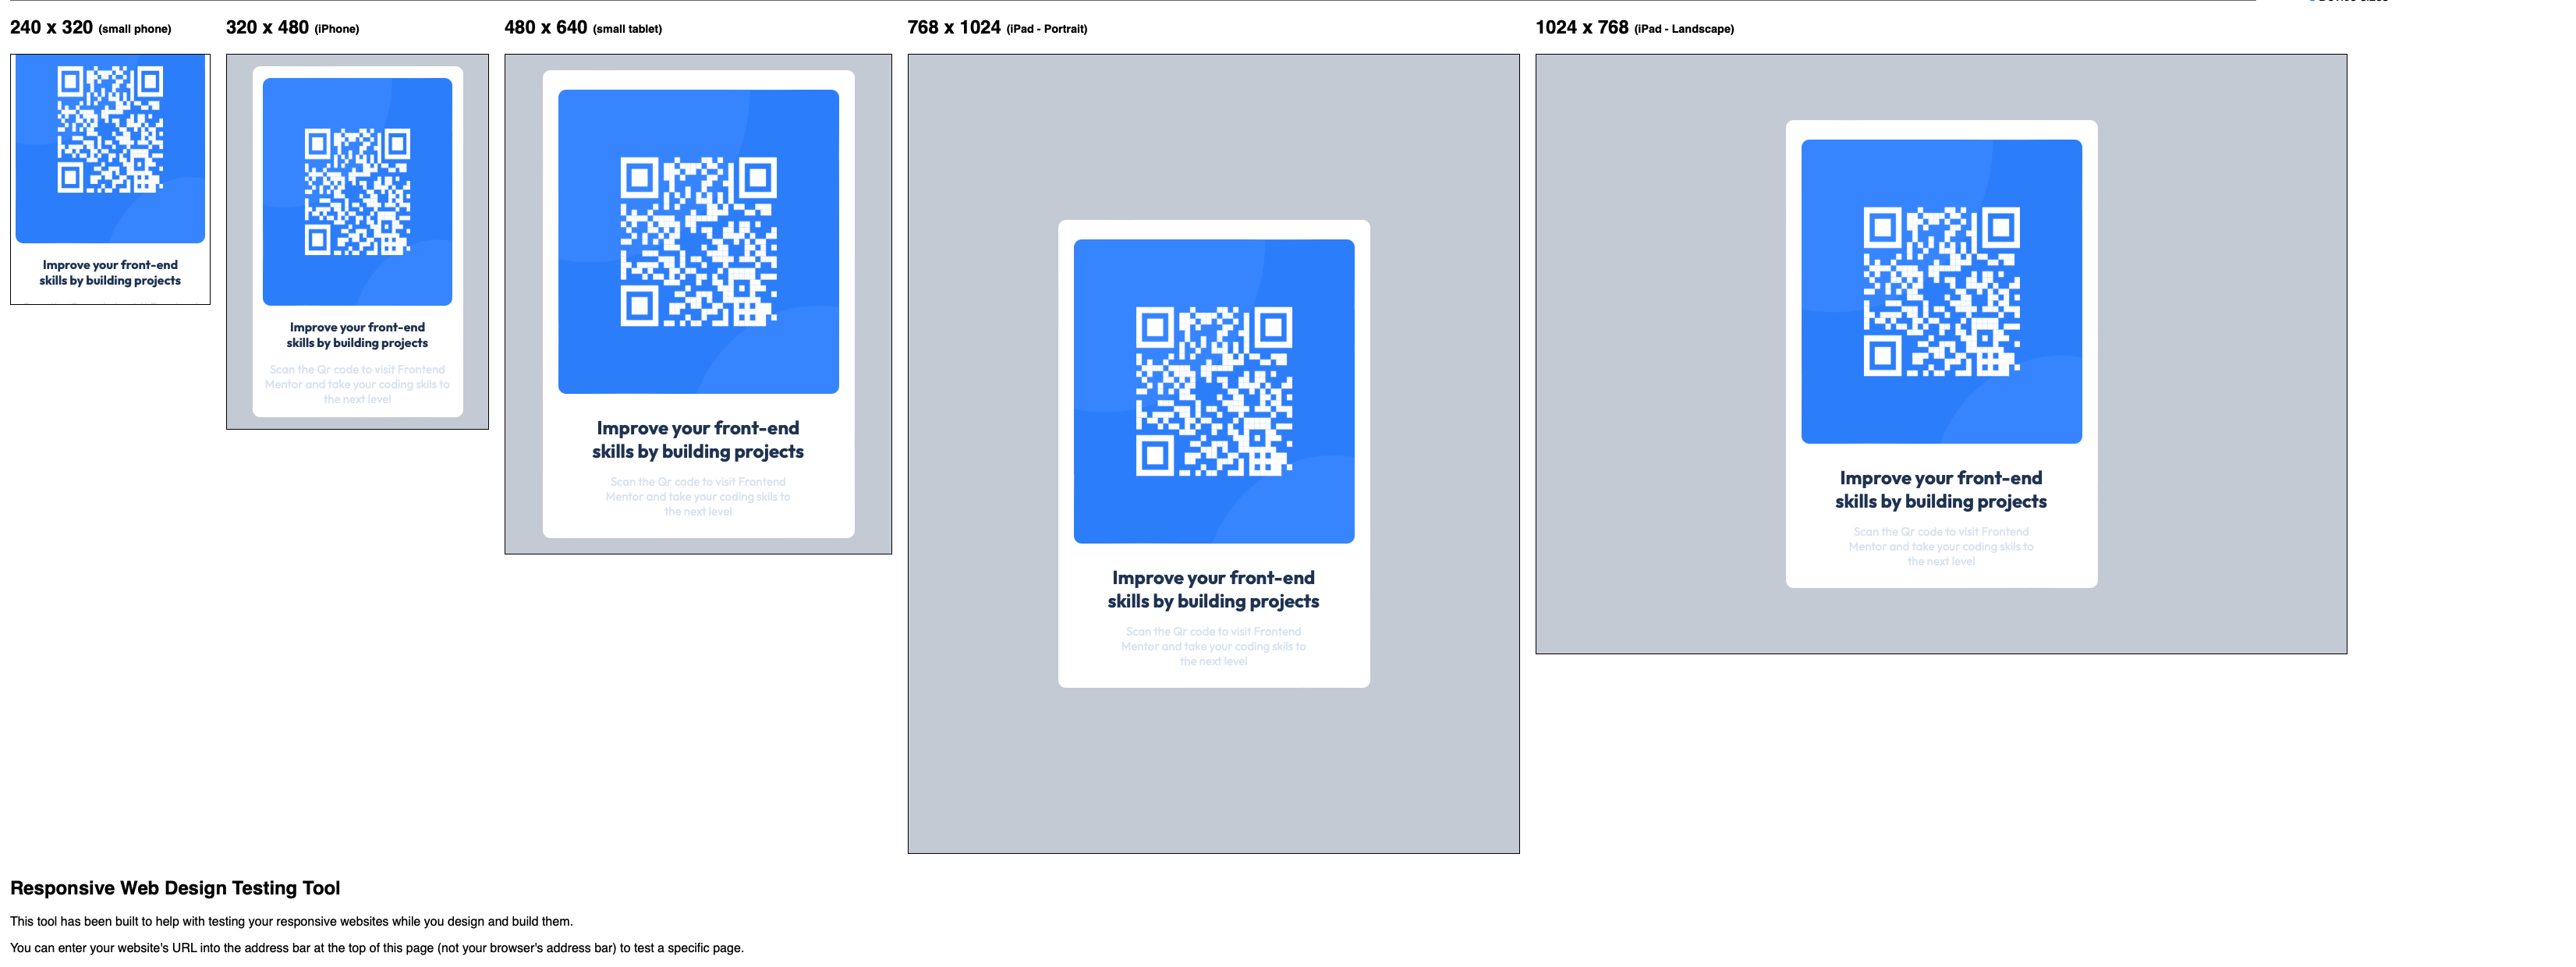 240 x 320 (small phone)
320 x 480 (iPhone)
480 x 640 (small tablet)
768 x 1024 (iPad - Portrait)
1024 x 768 (iPad - Landscape)
Improve your front-end
skills by building projects
Improve your front-end
skills by building projects
Scan the Qr code to visit Frontend
Mentor and take your coding skils to
the next level
Improve your front-end
skills by building projects
Scan the Qr code to visit Frontend
Mentor and take your coding skils to
the next level
Improve your front-end
skills by building projects
Scan the Qr code to visit Frontend
Mentor and take your coding skils to
the next level
Improve your front-end
skills by building projects
Scan the Qr code to visit Frontend
Mentor and take your coding skils to
the next level
Responsive Web Design Testing Tool
This tool has been built to help with testing your responsive websites while you design and build them.
You can enter your website's URL into the address bar at the top of this page (not your browser's address bar) to test a specific page.